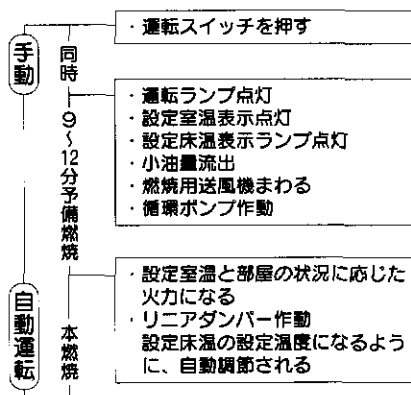 手動
同時
・運転スイッチを押す
9～12分予備燃焼
・運転ランプ点灯
・設定室温表示点灯
・設定床温表示ランプ点灯
・小油量流出
・燃焼用送風機まわる
・循環ポンプ作動
自動運転
本燃焼
・設定室温と部屋の状況に応じた
火力になる
・リニアダンパー作動
設定床温の設定温度になるよう
に、自動調節される